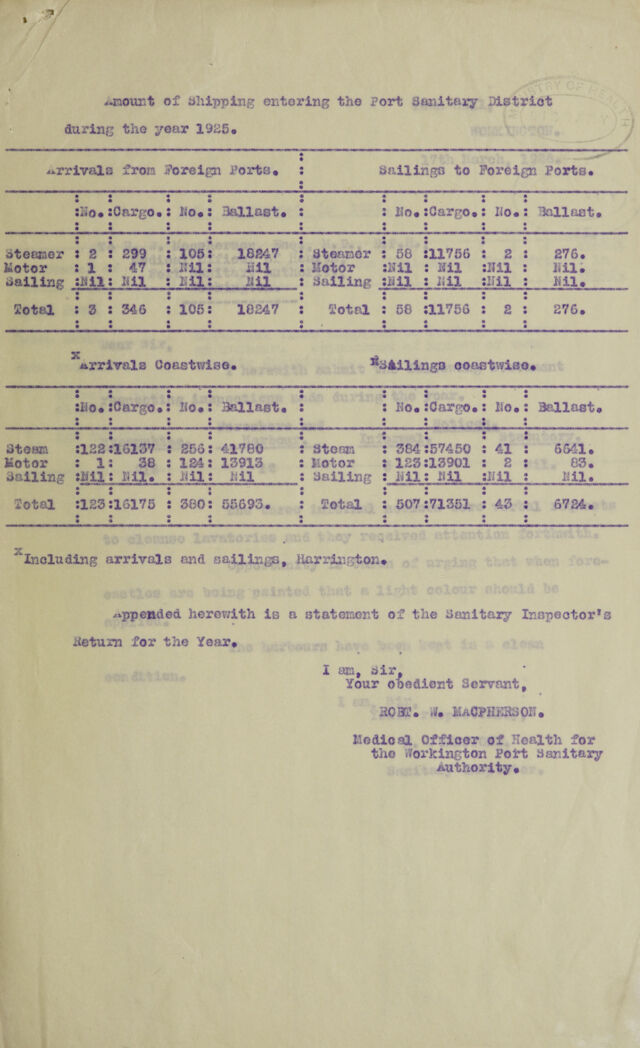 Amount of Shipping entering the Port Sanitary District
during the year 1925.
MINISTRY OF HEALTH
Arrivals from Foreign Ports. : Sailings to Foreign Ports.
:No.:Cargo.: No.: Ballast. : : No.:Cargo.: No.: Ballast.
Steamer : 2 : 299 : 105: 18247 : Steamer : 58 :11756 : 2 : 276.
Motor : 1 : 47 : Nil: Nil : Motor :Nil : Nil :Nil : Nil.
Sailing :Nil: Nil : Nil: Nil : Sailing :Nil : Nil :Nil : Nil.
Total : 3 : 346 : 105: 18247 : Total : 58 :11756 : 2 : 276.
xArrivals Coastwise. xSailings coastwise.
:No.:Cargo.: No.: Ballast. : : No.:Cargo.: No.: Ballast.
Steam :122:16137 : 256: 41780 : Steam : 384:57450 : 41 : 6641.
Motor : 1: 38 : 124: 13913 : Motor : 123:13901 : 2 : 83.
Sailing :Nil: Nil. : Nil: Nil : Sailing : Nil: Nil :Nil : Nil.
Total :123:16175 : 380: 55693. : Total : 507:71351 : 43 : 6724.
xIncluding arrivals and sailings, Harrington.
Appended herewith is a statement of the Sanitary Inspector's
Return for the Year.
I am, Sir,
Your obedient Servant,
ROBT. W. MACPHERSON.
Medical Officer of Health for
the Workington Port Sanitary
Authority.